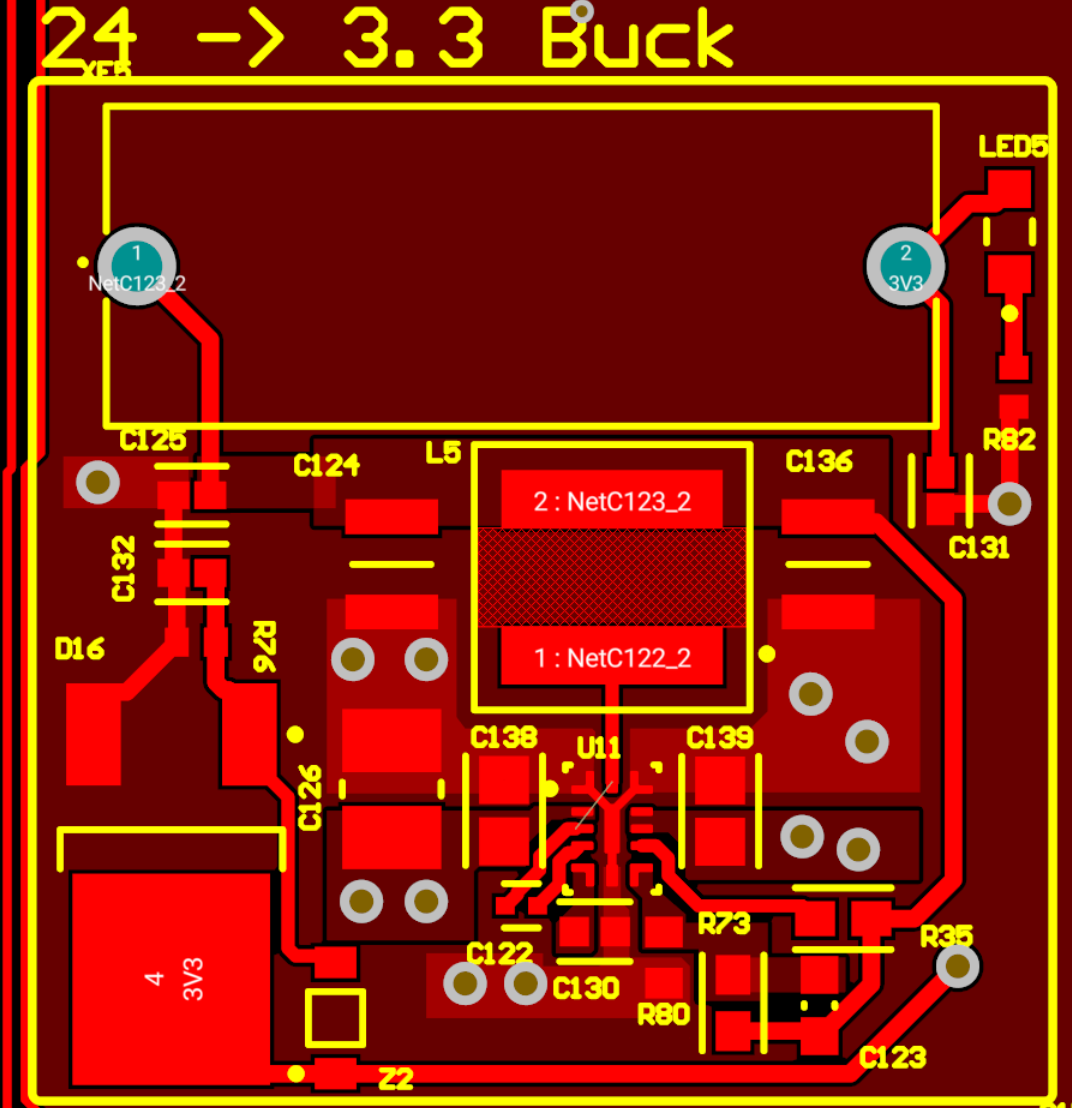 24 -> 3.3 Buck
XF5
LED5
1
NetC123_2
2
3V3
C125
C124
L5
C136
R82
2 : NetC123_2
C131
C132
D16
R76
1 : NetC122_2
C138
U11
C139
C126
4
3V3
C122
C130
R73
R35
R80
C123
Z2